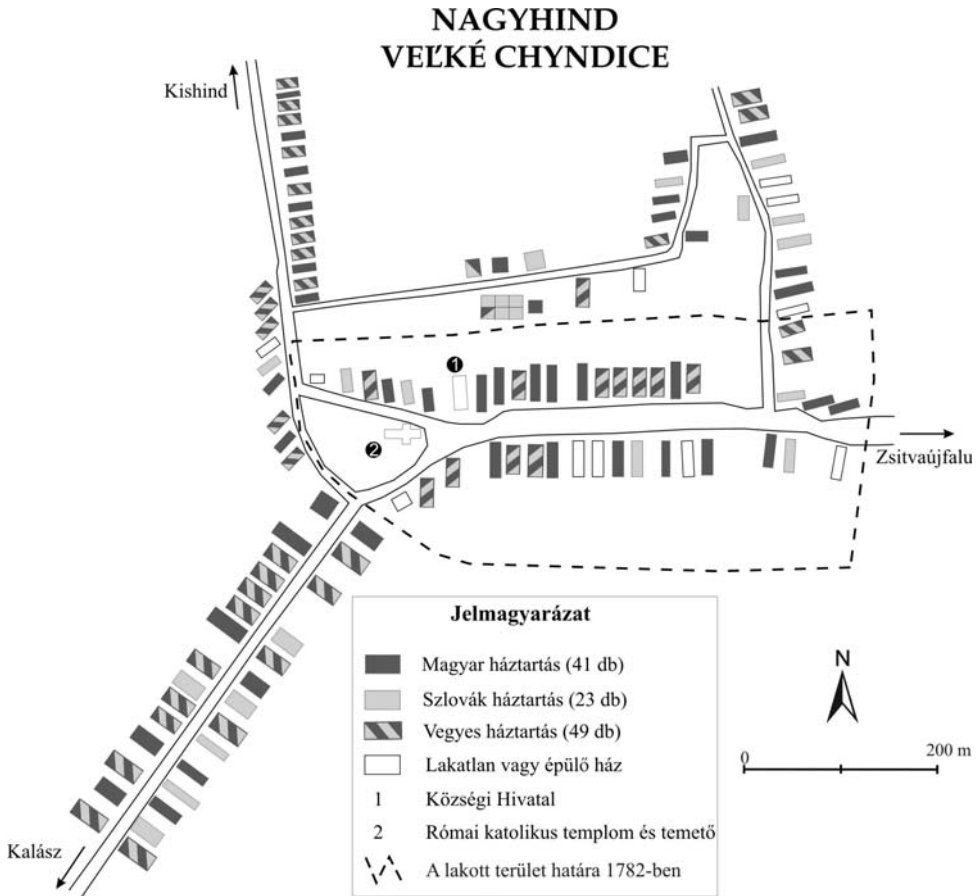 NAGYHIND
VEĽKÉ CHYNDICE
Kishind
1
2
Zsitvaújfalu
Jelmagyarázat
Magyar háztartás (41 db)
Szlovák háztartás (23 db)
Vegyes háztartás (49 db)
Lakatlan vagy épülő ház
1 Községi Hivatal
2 Római katolikus templom és temető
A lakott terület határa 1782-ben
N
0 200 m
Kalász